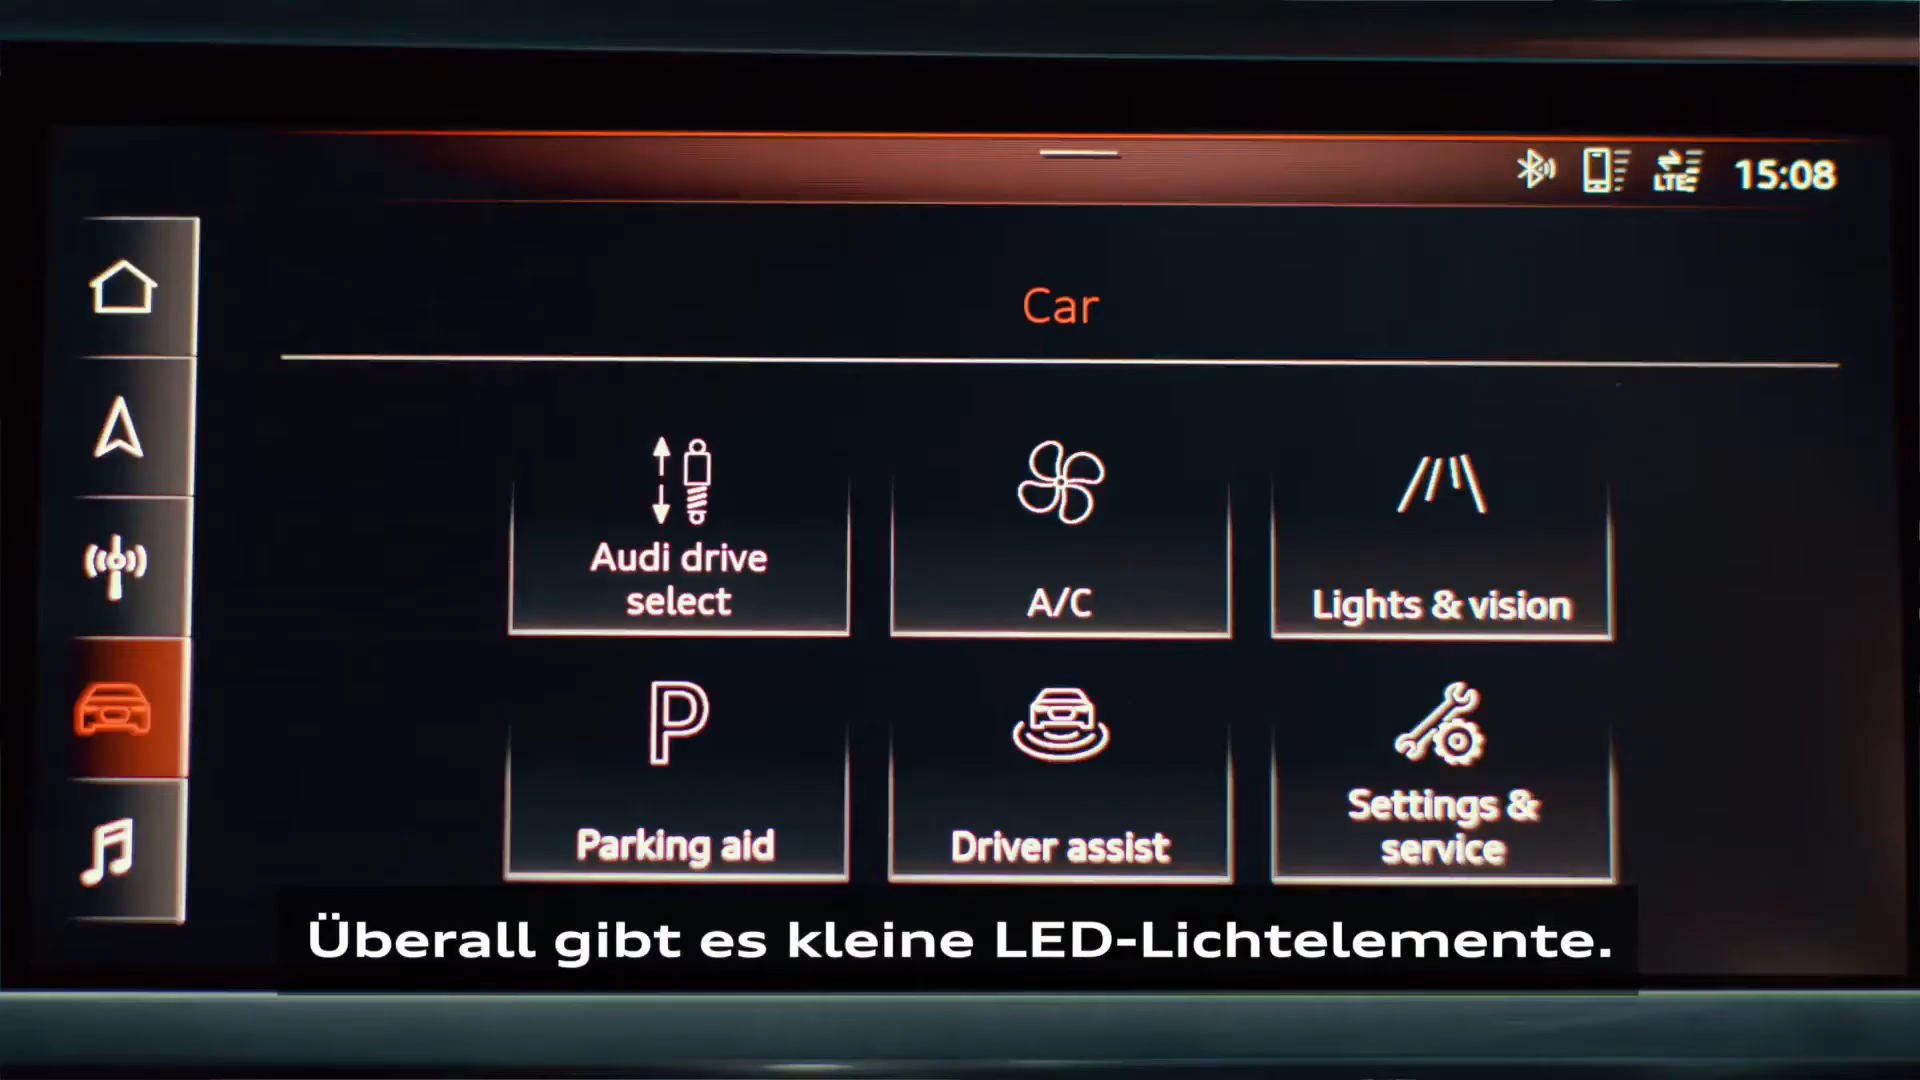 LTE
15:08
Car
Audi drive
select
A/C
Lights & vision
P
Parking aid
Driver assist
Settings &
service
Überall gibt es kleine LED-Lichtelemente.